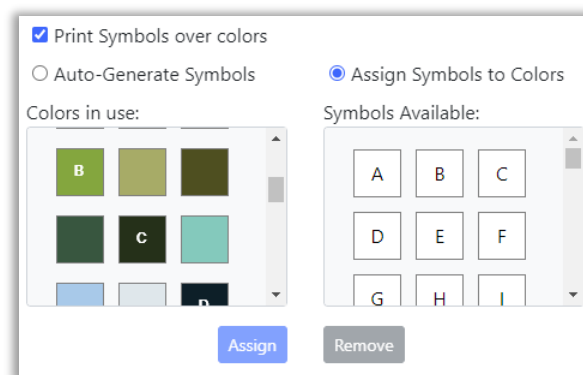 Print Symbols over colors
Auto-Generate Symbols Assign Symbols to Colors
Colors in use: Symbols Available:
B A B C
C D E F
D G H I
Assign Remove